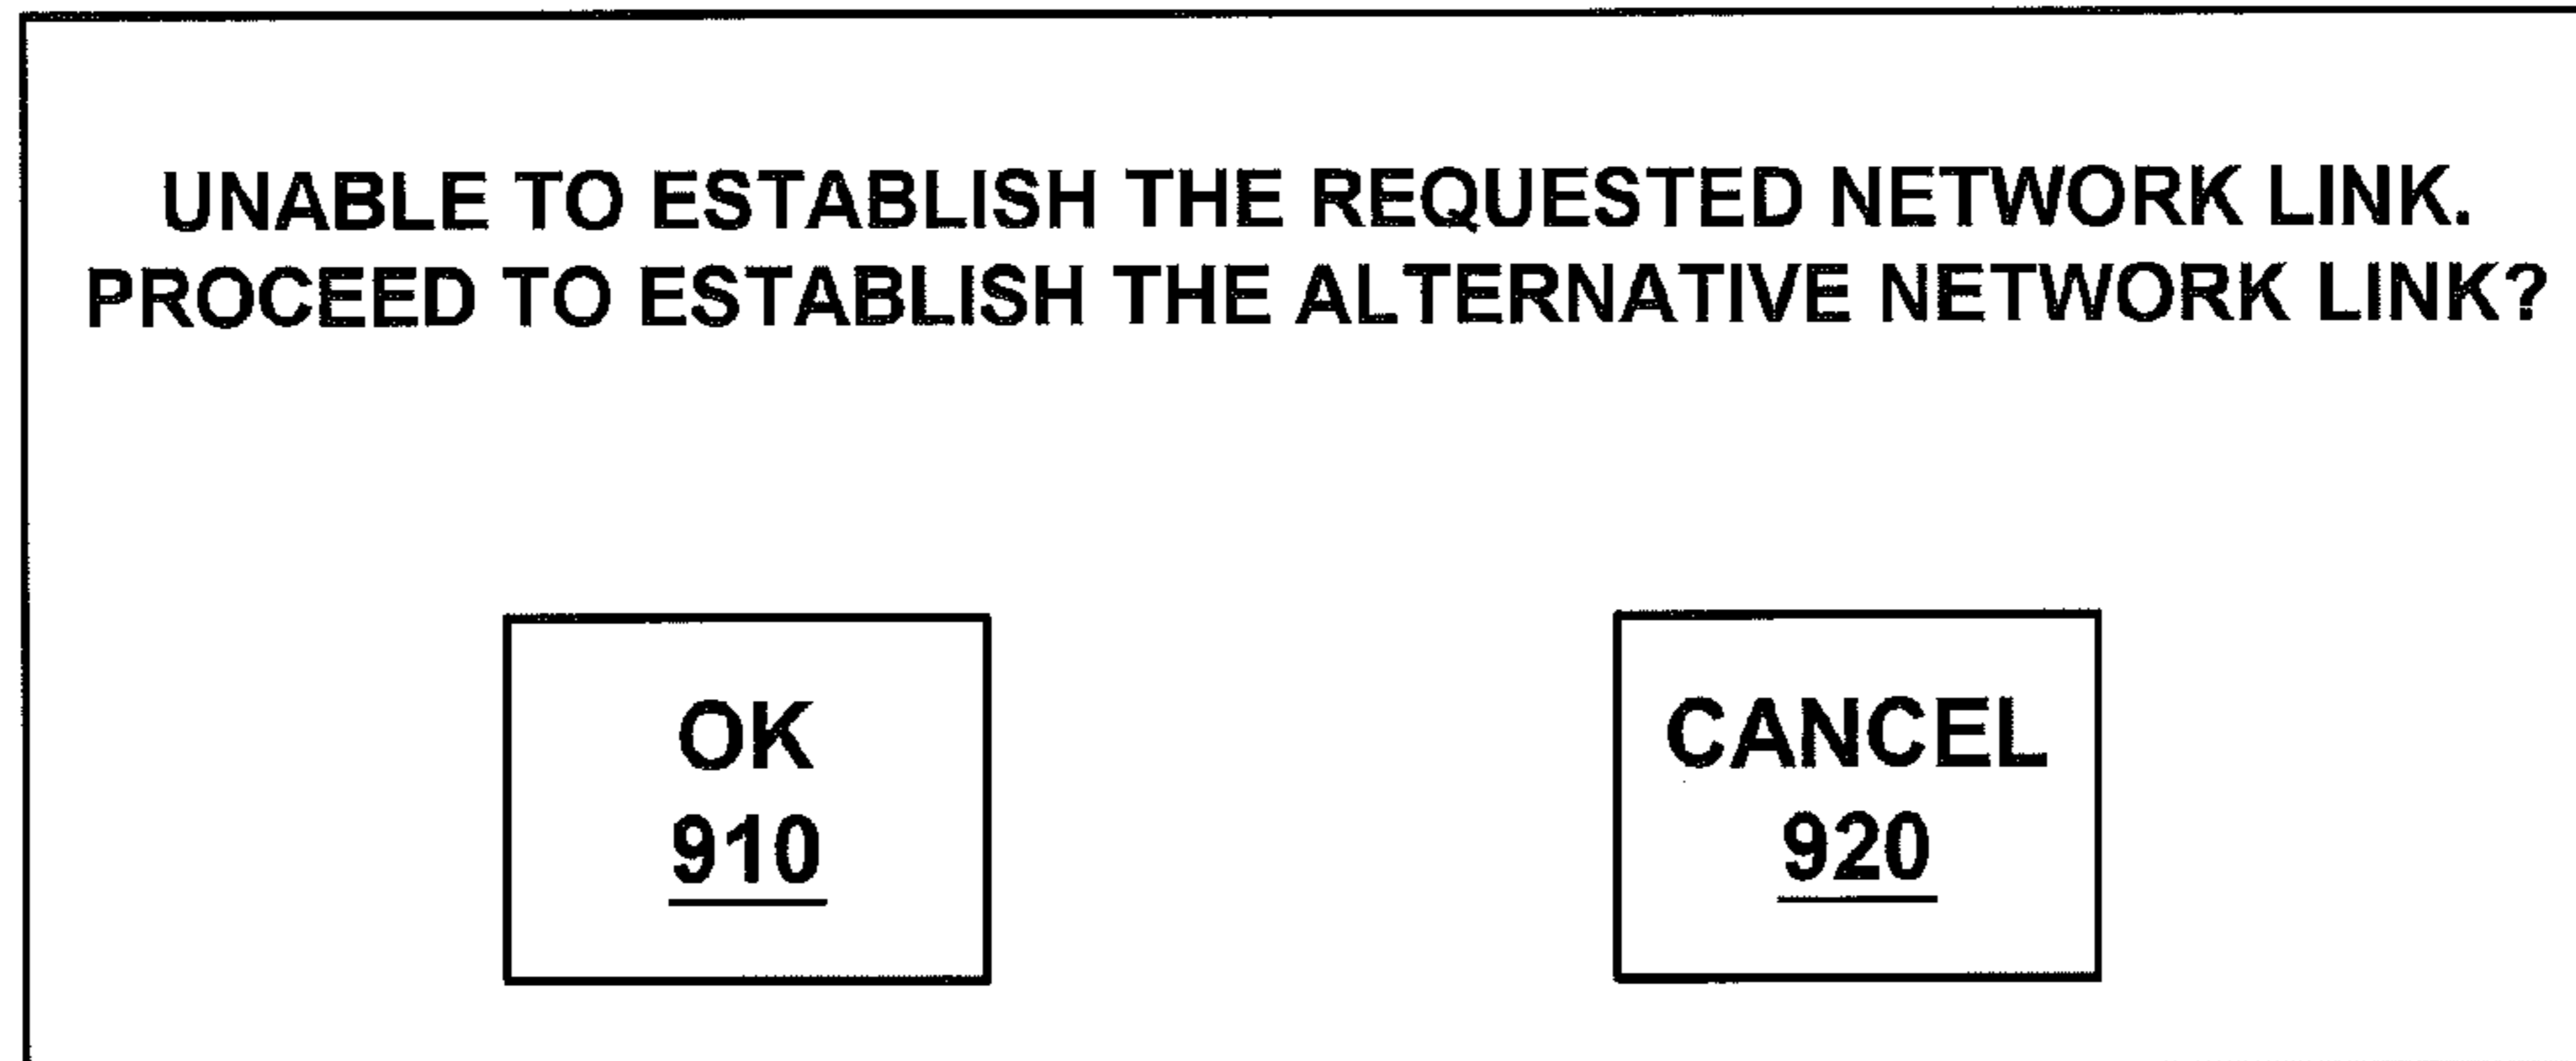 UNABLE TO ESTABLISH THE REQUESTED NETWORK LINK.
PROCEED TO ESTABLISH THE ALTERNATIVE NETWORK LINK?
OK
910
CANCEL
920